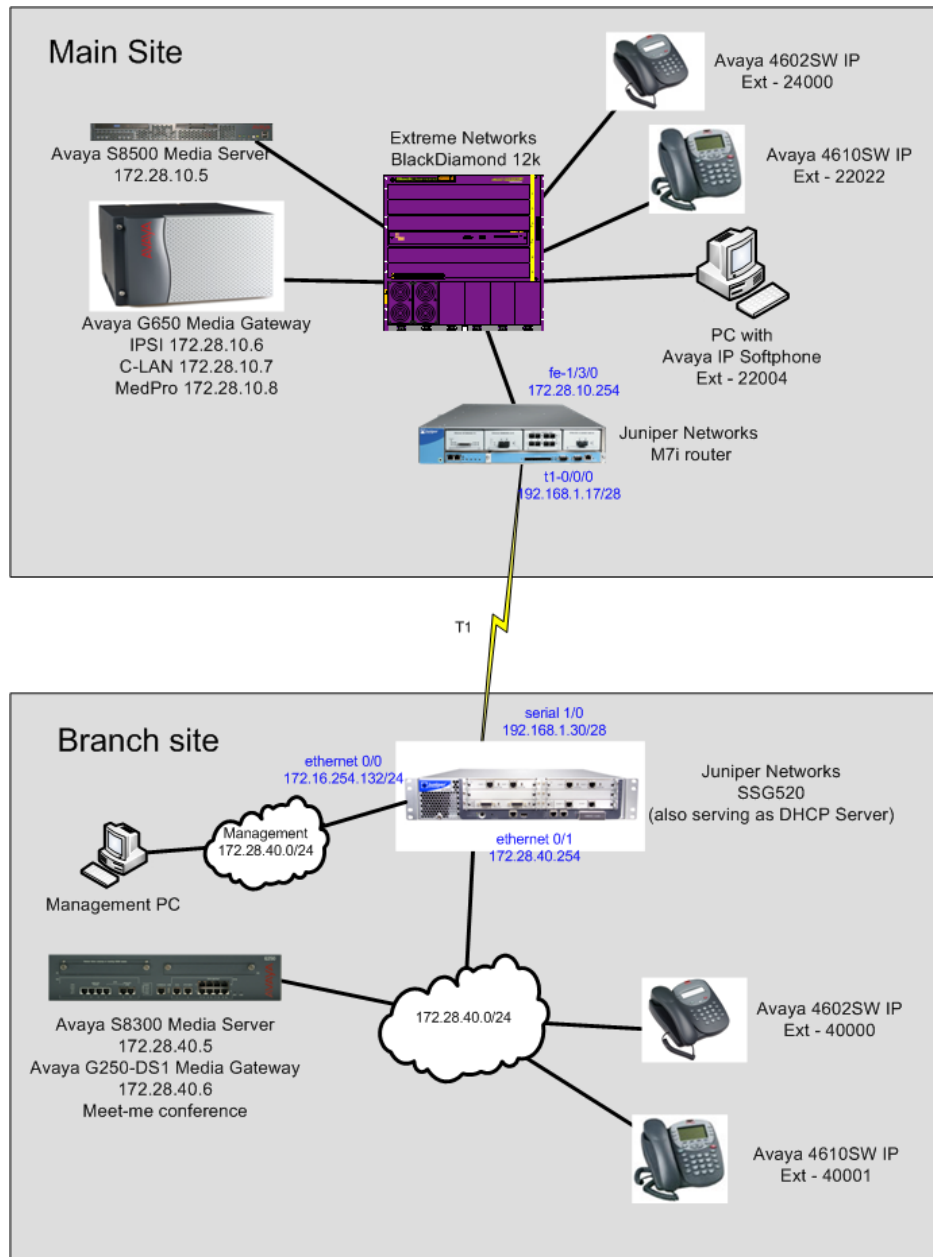 Main Site
Avaya 4602SW IP
Ext - 24000
Extreme Networks
BlackDiamond 12k
Avaya S8500 Media Server
172.28.10.5
Avaya 4610SW IP
Ext - 22022
Avaya G650 Media Gateway
IPSI 172.28.10.6
C-LAN 172.28.10.7
MedPro 172.28.10.8
PC with
Avaya IP Softphone
Ext - 22004
fe-1/3/0
172.28.10.254
Juniper Networks
M7i router
t1-0/0/0
192.168.1.17/28
T1
Branch site
serial 1/0
192.168.1.30/28
ethernet 0/0
172.16.254.132/24
Juniper Networks
SSG520
(also serving as DHCP Server)
Management
172.28.40.0/24
ethernet 0/1
172.28.40.254
Management PC
172.28.40.0/24
Avaya S8300 Media Server
172.28.40.5
Avaya G250-DS1 Media Gateway
172.28.40.6
Meet-me conference
Avaya 4602SW IP
Ext - 40000
Avaya 4610SW IP
Ext - 40001